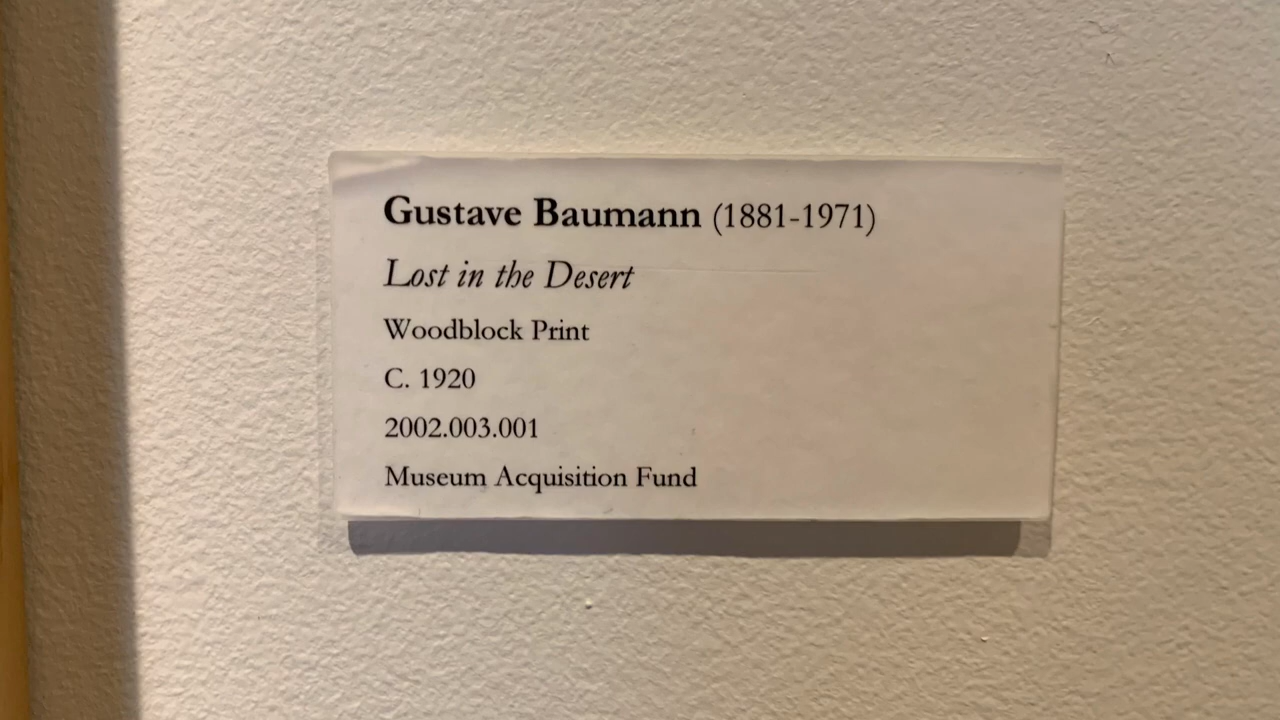 Gustave Baumann (1881-1971)
Lost in the Desert
Woodblock Print
C. 1920
2002.003.001
Museum Acquisition Fund